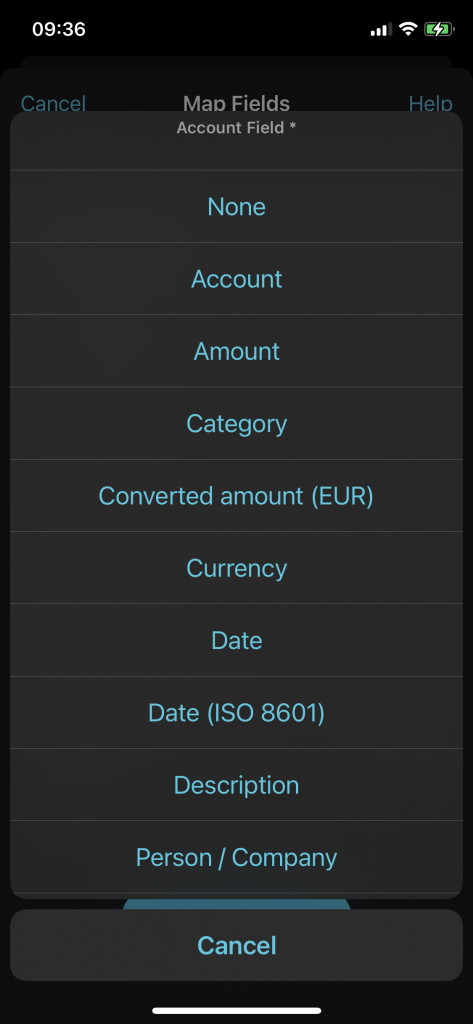 09:36
Cancel Map Fields Help
Account Field *
None
Account
Amount
Category
Converted amount (EUR)
Currency
Date
Date (ISO 8601)
Description
Person / Company
Cancel